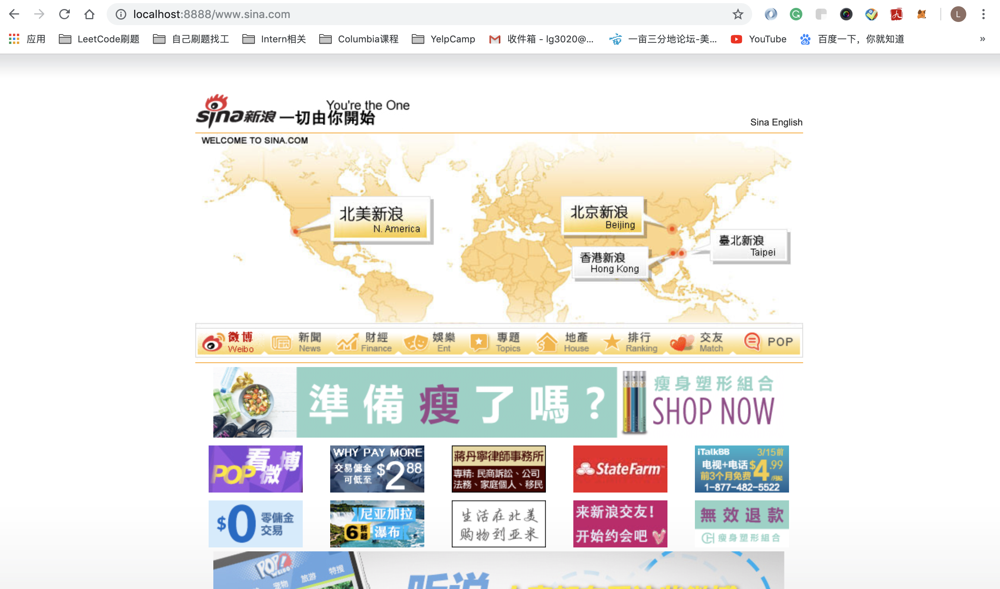 localhost:8888/www.sina.com
L
应用
LeetCode刷题
自己刷题找工
Intern相关
Columbia课程
YelpCamp
收件箱 - lg3020@...
一亩三分地论坛-美...
YouTube
百度一下，你就知道
»
sina新浪
You're the One
一切由你開始
Sina English
WELCOME TO SINA.COM
北美新浪
N. America
北京新浪
Beijing
臺北新浪
Taipei
香港新浪
Hong Kong
微博
Weibo
新聞
News
財經
Finance
娛樂
Ent
專題
Topics
地產
House
排行
Ranking
交友
Match
POP
準備瘦了嗎？
瘦身塑形組合
SHOP NOW
POP看微博
WHY PAY MORE
交易傭金
可低至
$2.88
蔣丹寧律師事務所
專精: 民商訴訟、公司
法務、家庭個人、移民
StateFarm™
iTalkBB
3/15前
电视+电话$4.99
前3个月免费
/月起
1-877-482-5522
$0
零傭金
交易
尼亚加拉
6折起
瀑布
生活在北美
购物到亚米
来新浪交友！
开始约会吧
無效退款
瘦身塑形組合
POP!
WEIBO
宠物
旅游
特搜
听说